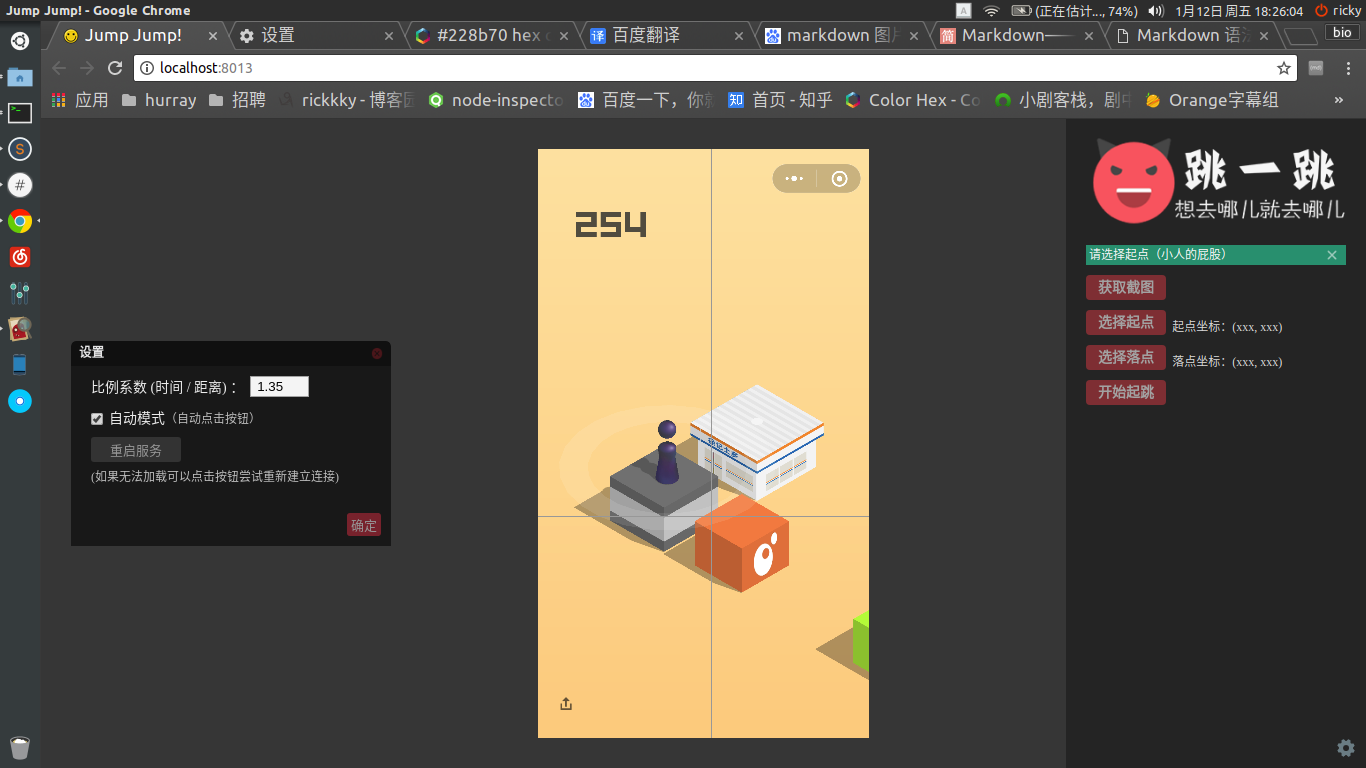 Jump Jump! - Google Chrome
A
(正在估计..., 74%)
1月12日 周五 18:26:04
ricky
Jump Jump!
设置
#228b70 hex
百度翻译
markdown 图
Markdown——
Markdown 语
bio
localhost:8013
应用
hurray
招聘
rickkky - 博客园
node-inspecto
百度一下，你就
首页 - 知乎
Color Hex - Co
小剧客栈，剧中
Orange字幕组
»
254
跳一跳
想去哪儿就去哪儿
请选择起点（小人的屁股）
获取截图
选择起点
起点坐标：(xxx, xxx)
选择落点
落点坐标：(xxx, xxx)
开始起跳
设置
比例系数 (时间 / 距离) ：
1.35
自动模式（自动点击按钮）
重启服务
(如果无法加载可以点击按钮尝试重新建立连接)
确定